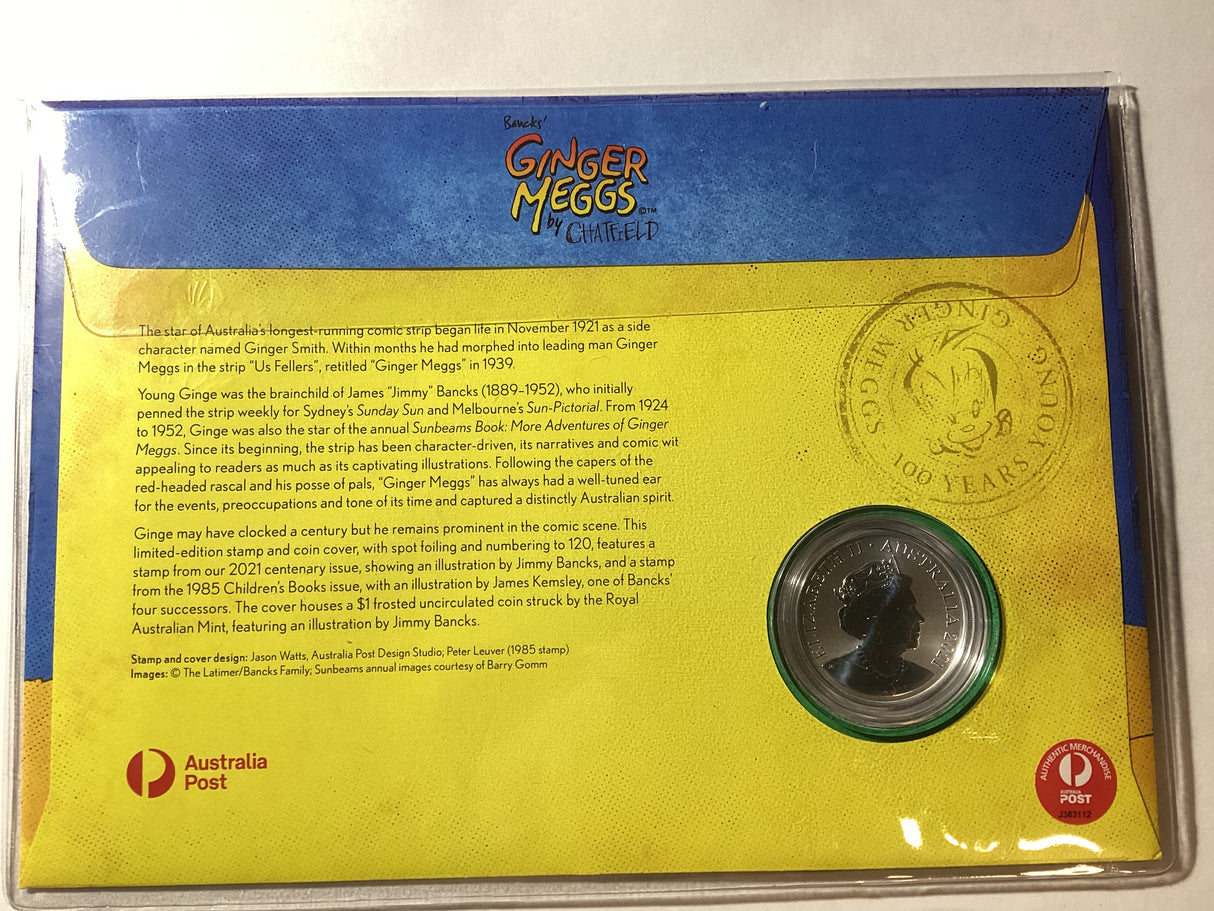 Bancks'
GINGER
MEGGS ©™
by CHATFIELD
The star of Australia's longest-running comic strip began life in November 1921 as a side
character named Ginger Smith. Within months he had morphed into leading man Ginger
Meggs in the strip "Us Fellers", retitled "Ginger Meggs" in 1939.
Young Ginge was the brainchild of James "Jimmy" Bancks (1889–1952), who initially
penned the strip weekly for Sydney's Sunday Sun and Melbourne's Sun-Pictorial. From 1924
to 1952, Ginge was also the star of the annual Sunbeams Book: More Adventures of Ginger
Meggs. Since its beginning, the strip has been character-driven, its narratives and comic wit
appealing to readers as much as its captivating illustrations. Following the capers of the
red-headed rascal and his posse of pals, "Ginger Meggs" has always had a well-tuned ear
for the events, preoccupations and tone of its time and captured a distinctly Australian spirit.
Ginge may have clocked a century but he remains prominent in the comic scene. This
limited-edition stamp and coin cover, with spot foiling and numbering to 120, features a
stamp from our 2021 centenary issue, showing an illustration by Jimmy Bancks, and a stamp
from the 1985 Children's Books issue, with an illustration by James Kemsley, one of Bancks'
four successors. The cover houses a $1 frosted uncirculated coin struck by the Royal
Australian Mint, featuring an illustration by Jimmy Bancks.
Stamp and cover design: Jason Watts, Australia Post Design Studio; Peter Leuver (1985 stamp)
Images: © The Latimer/Bancks Family; Sunbeams annual images courtesy of Barry Gomm
GINGER MEGGS
100 YEARS YOUNG
ELIZABETH II · AUSTRALIA 2021
Australia
Post
AUTHENTIC MERCHANDISE
AUSTRALIA
POST
J383112